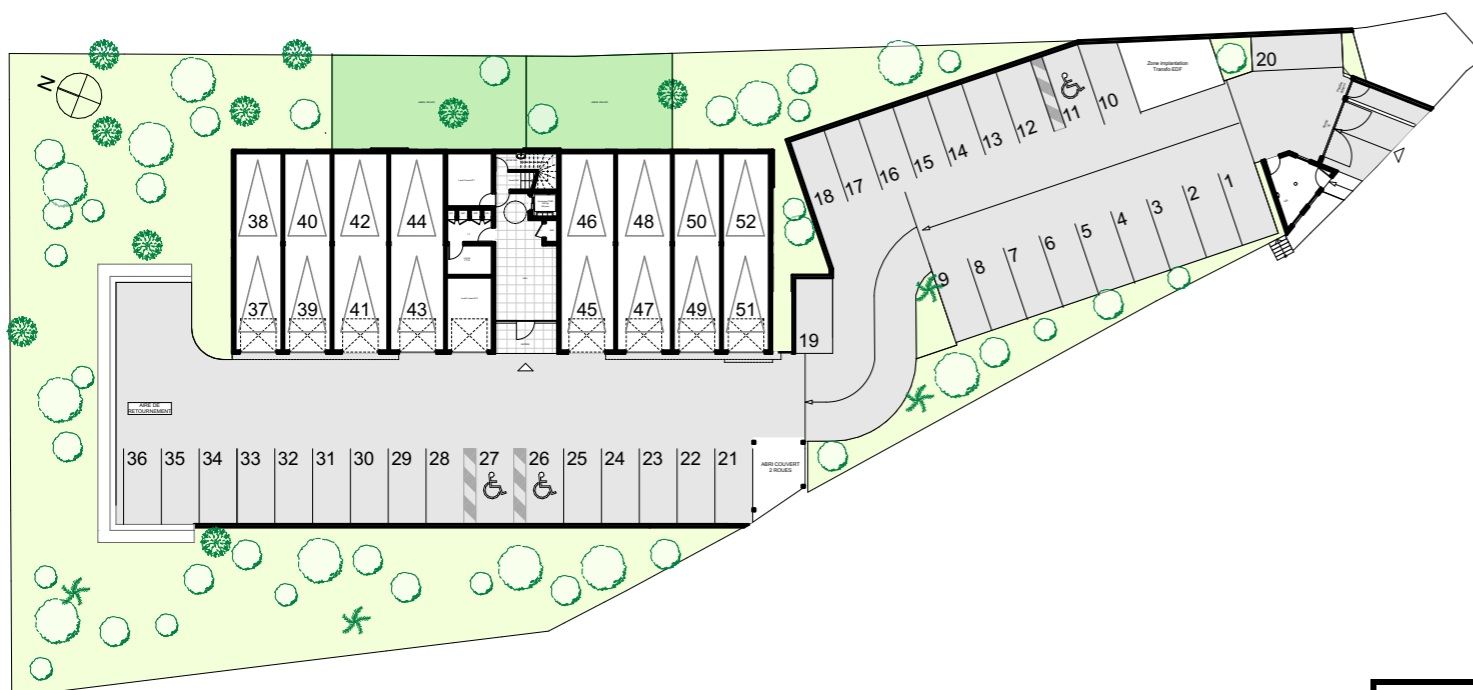 N
Zone implantation
Transfo EDF
20
18 17 16 15 14 13 12 11 10
38 40 42 44 46 48 50 52
9 8 7 6 5 4 3 2 1
37 39 41 43 45 47 49 51
19
AIRE DE
RETOURNEMENT
36 35 34 33 32 31 30 29 28 27 26 25 24 23 22 21
ABRI COUVERT
2 ROUES